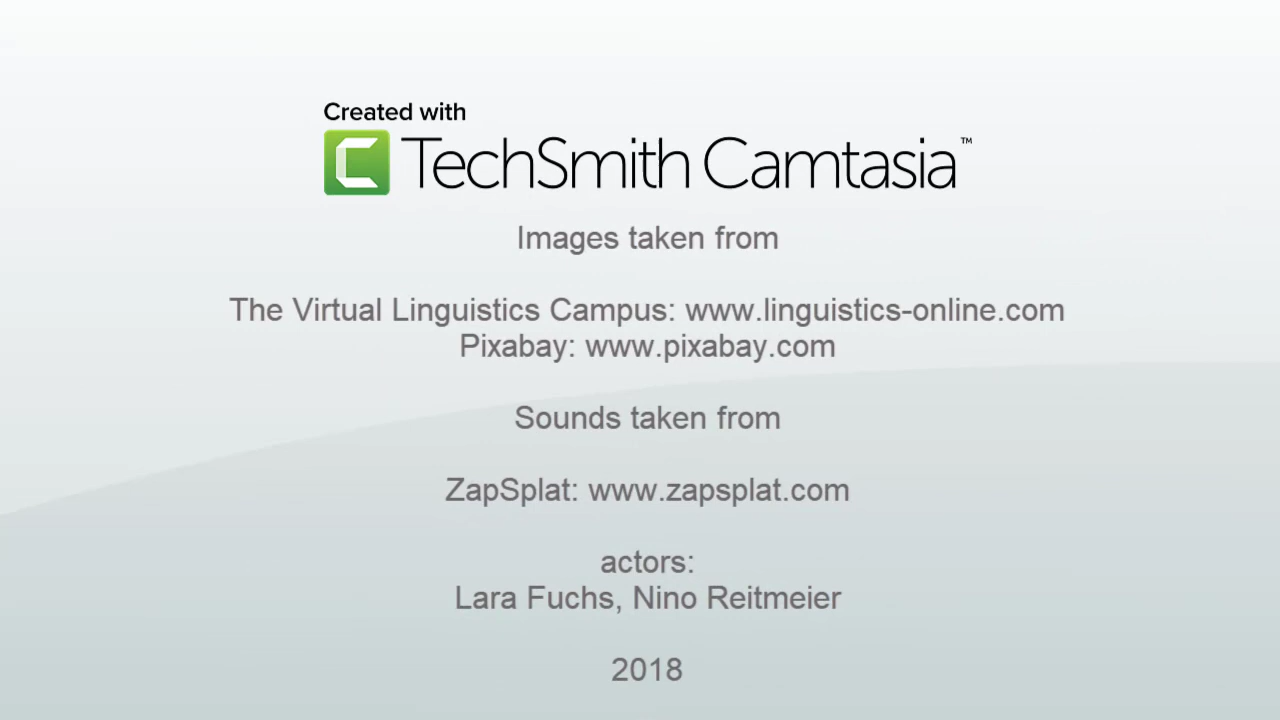 Created with
TechSmith Camtasia™
Images taken from
The Virtual Linguistics Campus: www.linguistics-online.com
Pixabay: www.pixabay.com
Sounds taken from
ZapSplat: www.zapsplat.com
actors:
Lara Fuchs, Nino Reitmeier
2018